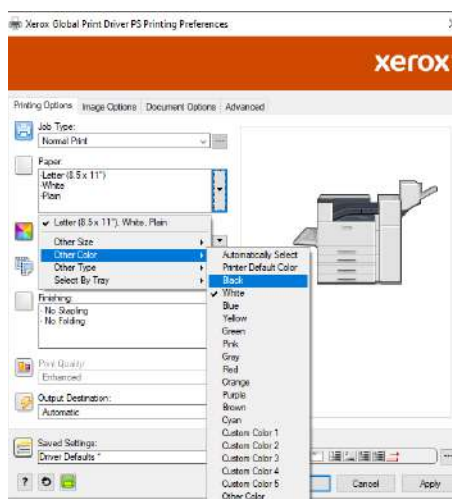 Xerox Global Print Driver PS Printing Preferences
xerox
Printing Options Image Options Document Options Advanced
Job Type:
Normal Print
Paper:
-Letter (8.5 x 11")
-White
-Plain
Letter (8.5 x 11"), White, Plain
Other Size
Other Color
Other Type
Select By Tray
Automatically Select
Printer Default Color
Black
White
Blue
Yellow
Green
Pink
Gray
Red
Orange
Purple
Brown
Cyan
Custom Color 1
Custom Color 2
Custom Color 3
Custom Color 4
Custom Color 5
Other Color
Finishing:
- No Stapling
- No Folding
Print Quality:
Enhanced
Output Destination:
Automatic
Saved Settings:
Driver Defaults *
?
Cancel Apply